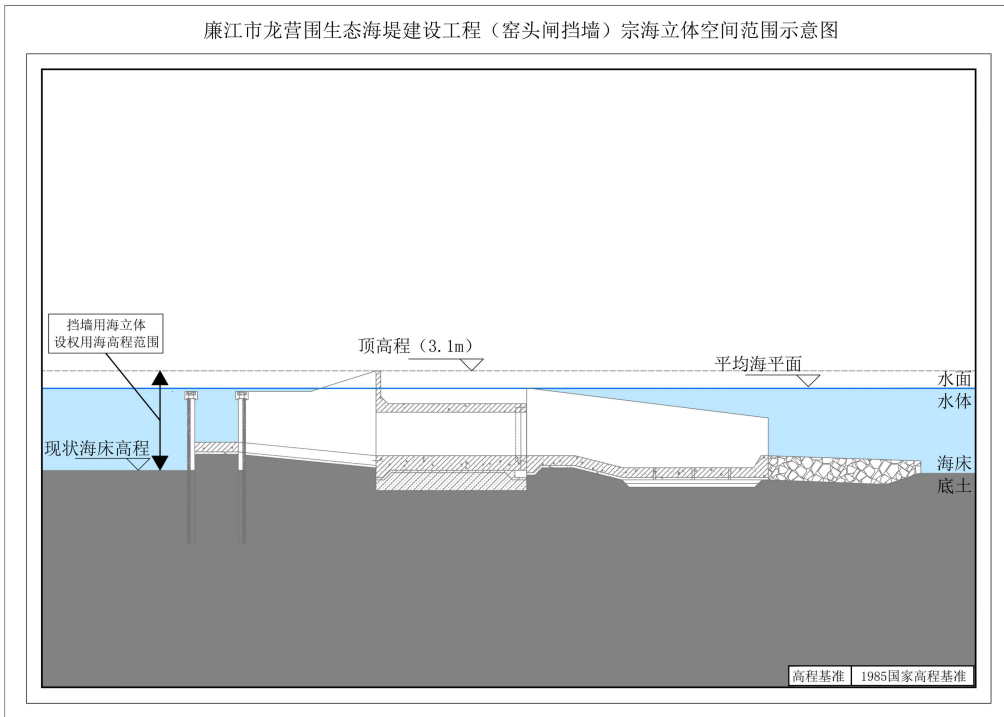 廉江市龙营围生态海堤建设工程（窑头闸挡墙）宗海立体空间范围示意图
挡墙用海立体
设权用海高程范围
顶高程（3.1m）
平均海平面
水面
水体
现状海床高程
海床
底土
高程基准 1985国家高程基准